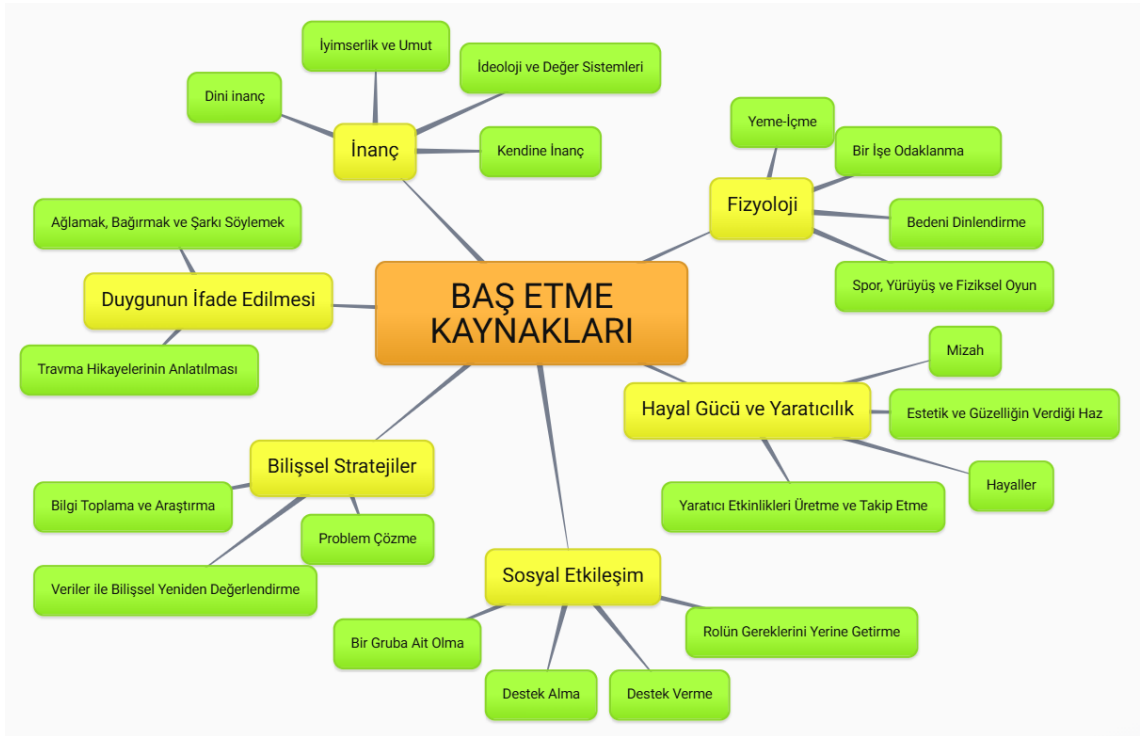 BAŞ ETME
KAYNAKLARI
İnanç
Dini inanç
İyimserlik ve Umut
İdeoloji ve Değer Sistemleri
Kendine İnanç
Fizyoloji
Yeme-İçme
Bir İşe Odaklanma
Bedeni Dinlendirme
Spor, Yürüyüş ve Fiziksel Oyun
Hayal Gücü ve Yaratıcılık
Mizah
Estetik ve Güzelliğin Verdiği Haz
Hayaller
Yaratıcı Etkinlikleri Üretme ve Takip Etme
Sosyal Etkileşim
Rolün Gereklerini Yerine Getirme
Destek Verme
Destek Alma
Bir Gruba Ait Olma
Bilişsel Stratejiler
Problem Çözme
Veriler ile Bilişsel Yeniden Değerlendirme
Bilgi Toplama ve Araştırma
Duygunun İfade Edilmesi
Travma Hikayelerinin Anlatılması
Ağlamak, Bağırmak ve Şarkı Söylemek